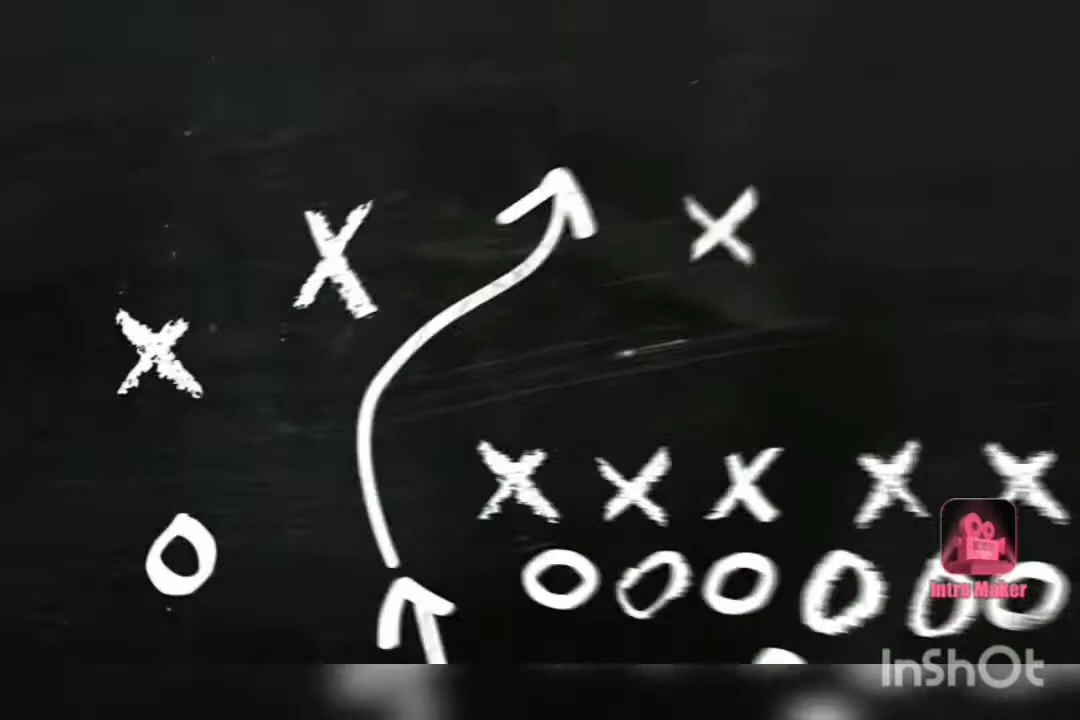 X
X
X
X X X X X
O
O O O O O O
Intro Maker
InShOt